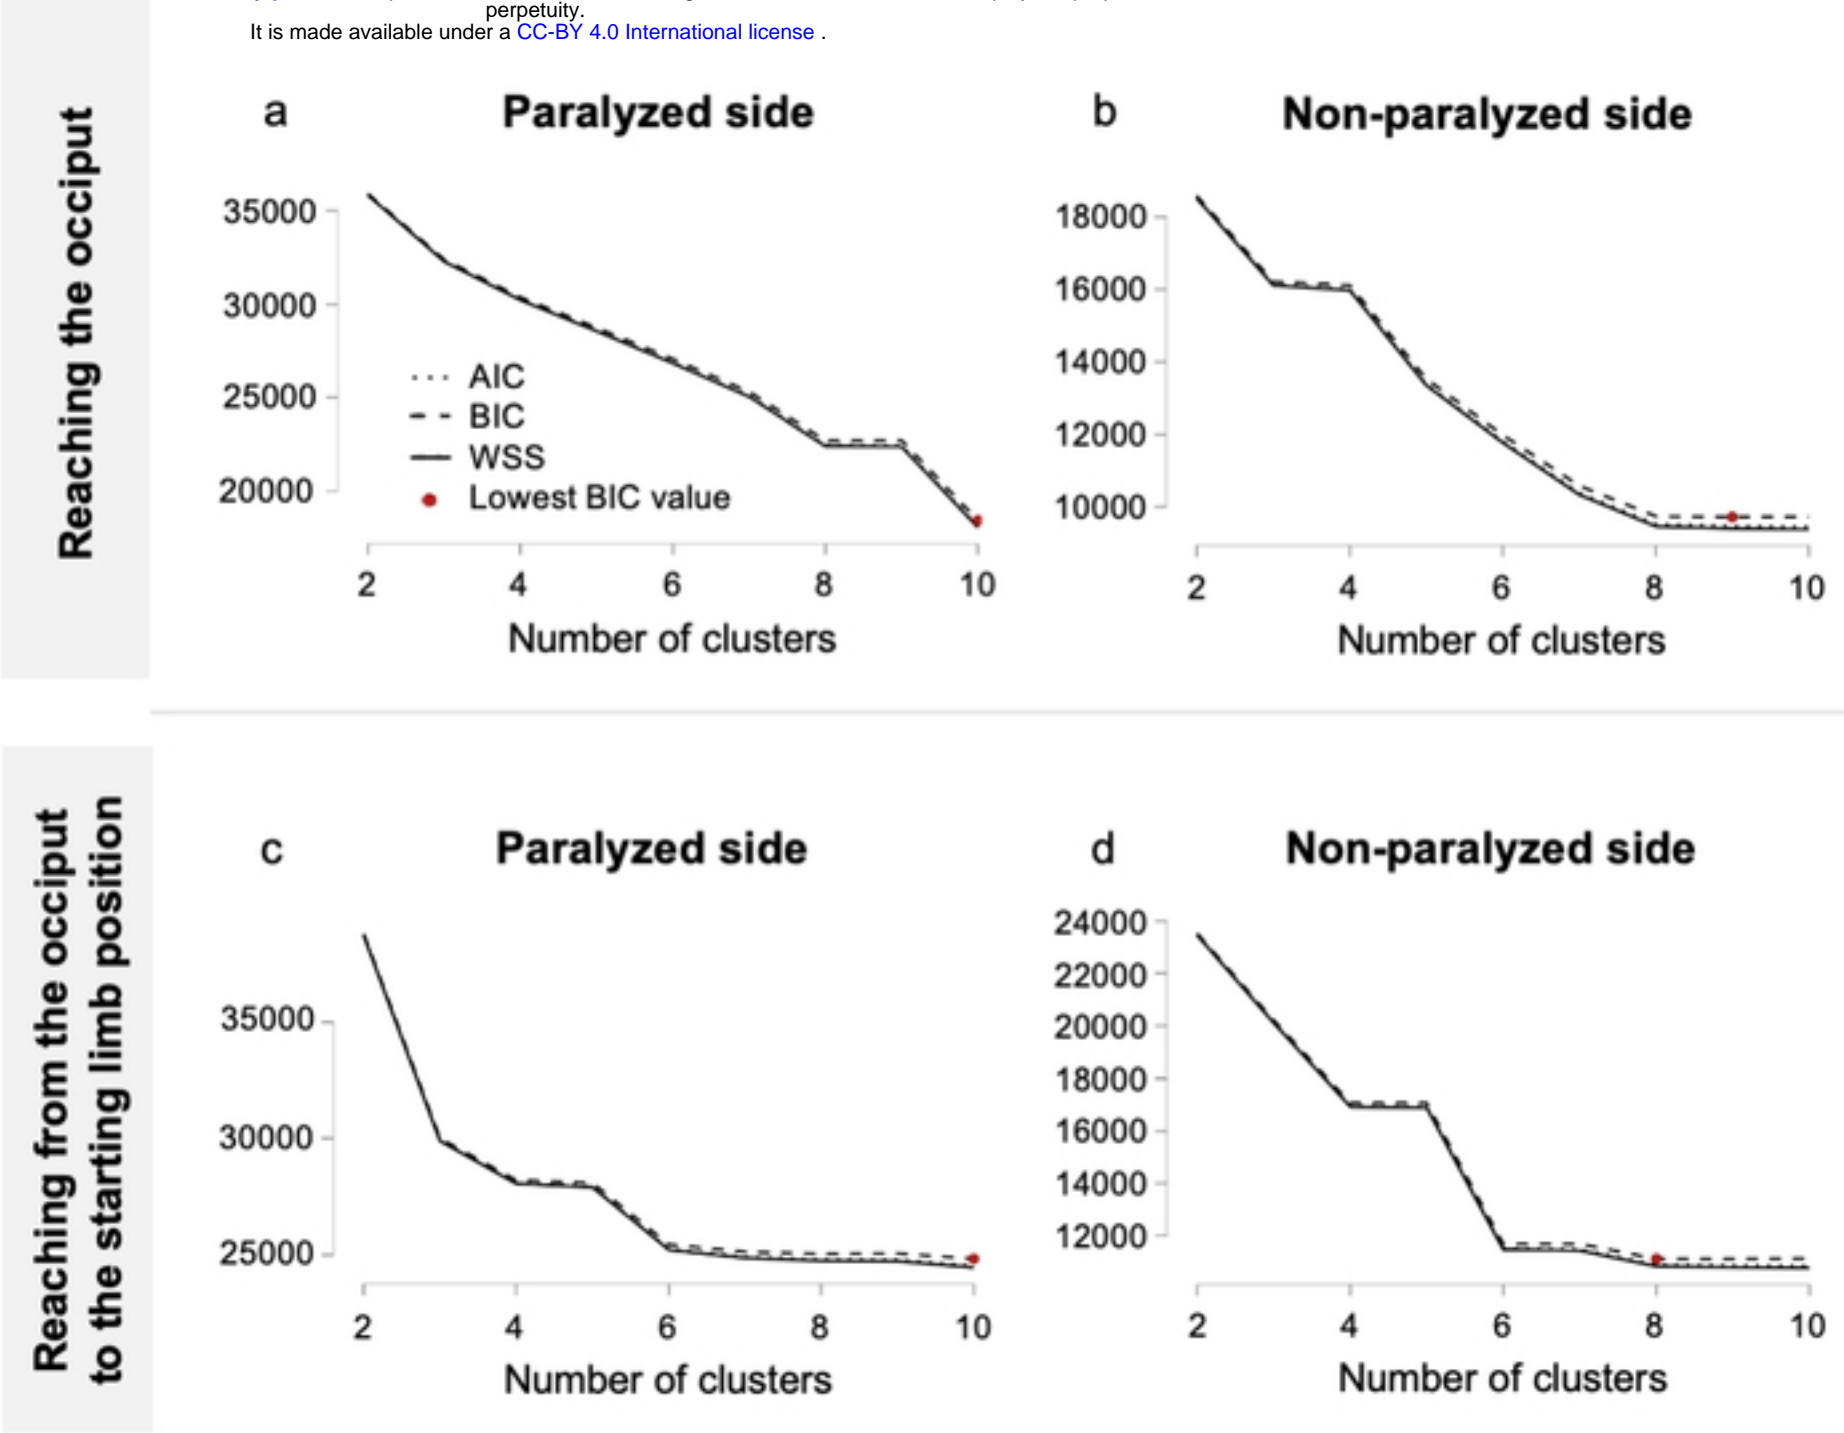 perpetuity.
It is made available under a CC-BY 4.0 International license .
Reaching the occiput
a Paralyzed side
35000
30000
25000
20000
AIC
BIC
WSS
Lowest BIC value
2 4 6 8 10
Number of clusters
b Non-paralyzed side
18000
16000
14000
12000
10000
2 4 6 8 10
Number of clusters
Reaching from the occiput
to the starting limb position
c Paralyzed side
35000
30000
25000
2 4 6 8 10
Number of clusters
d Non-paralyzed side
24000
22000
20000
18000
16000
14000
12000
2 4 6 8 10
Number of clusters